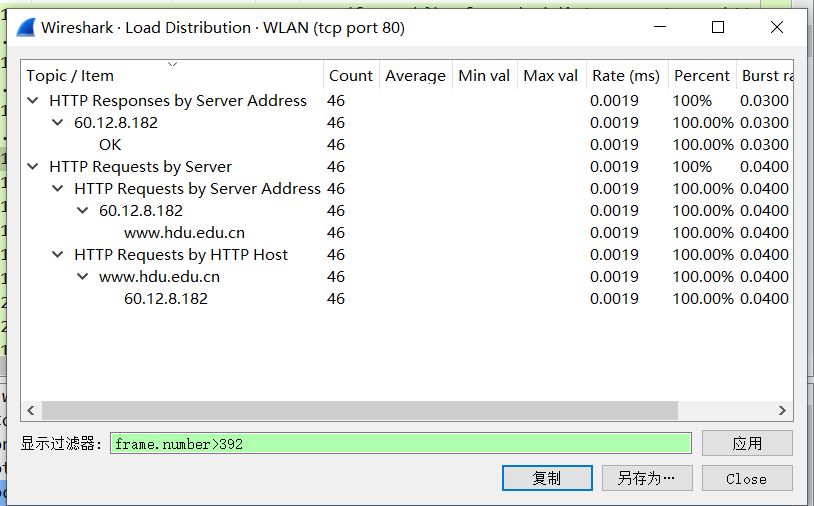 Wireshark · Load Distribution · WLAN (tcp port 80)
Topic / Item Count Average Min val Max val Rate (ms) Percent Burst ra
HTTP Responses by Server Address 46 0.0019 100% 0.0300
60.12.8.182 46 0.0019 100.00% 0.0300
OK 46 0.0019 100.00% 0.0300
HTTP Requests by Server 46 0.0019 100% 0.0400
HTTP Requests by Server Address 46 0.0019 100.00% 0.0400
60.12.8.182 46 0.0019 100.00% 0.0400
www.hdu.edu.cn 46 0.0019 100.00% 0.0400
HTTP Requests by HTTP Host 46 0.0019 100.00% 0.0400
www.hdu.edu.cn 46 0.0019 100.00% 0.0400
60.12.8.182 46 0.0019 100.00% 0.0400
显示过滤器: frame.number>392 应用
复制 另存为… Close